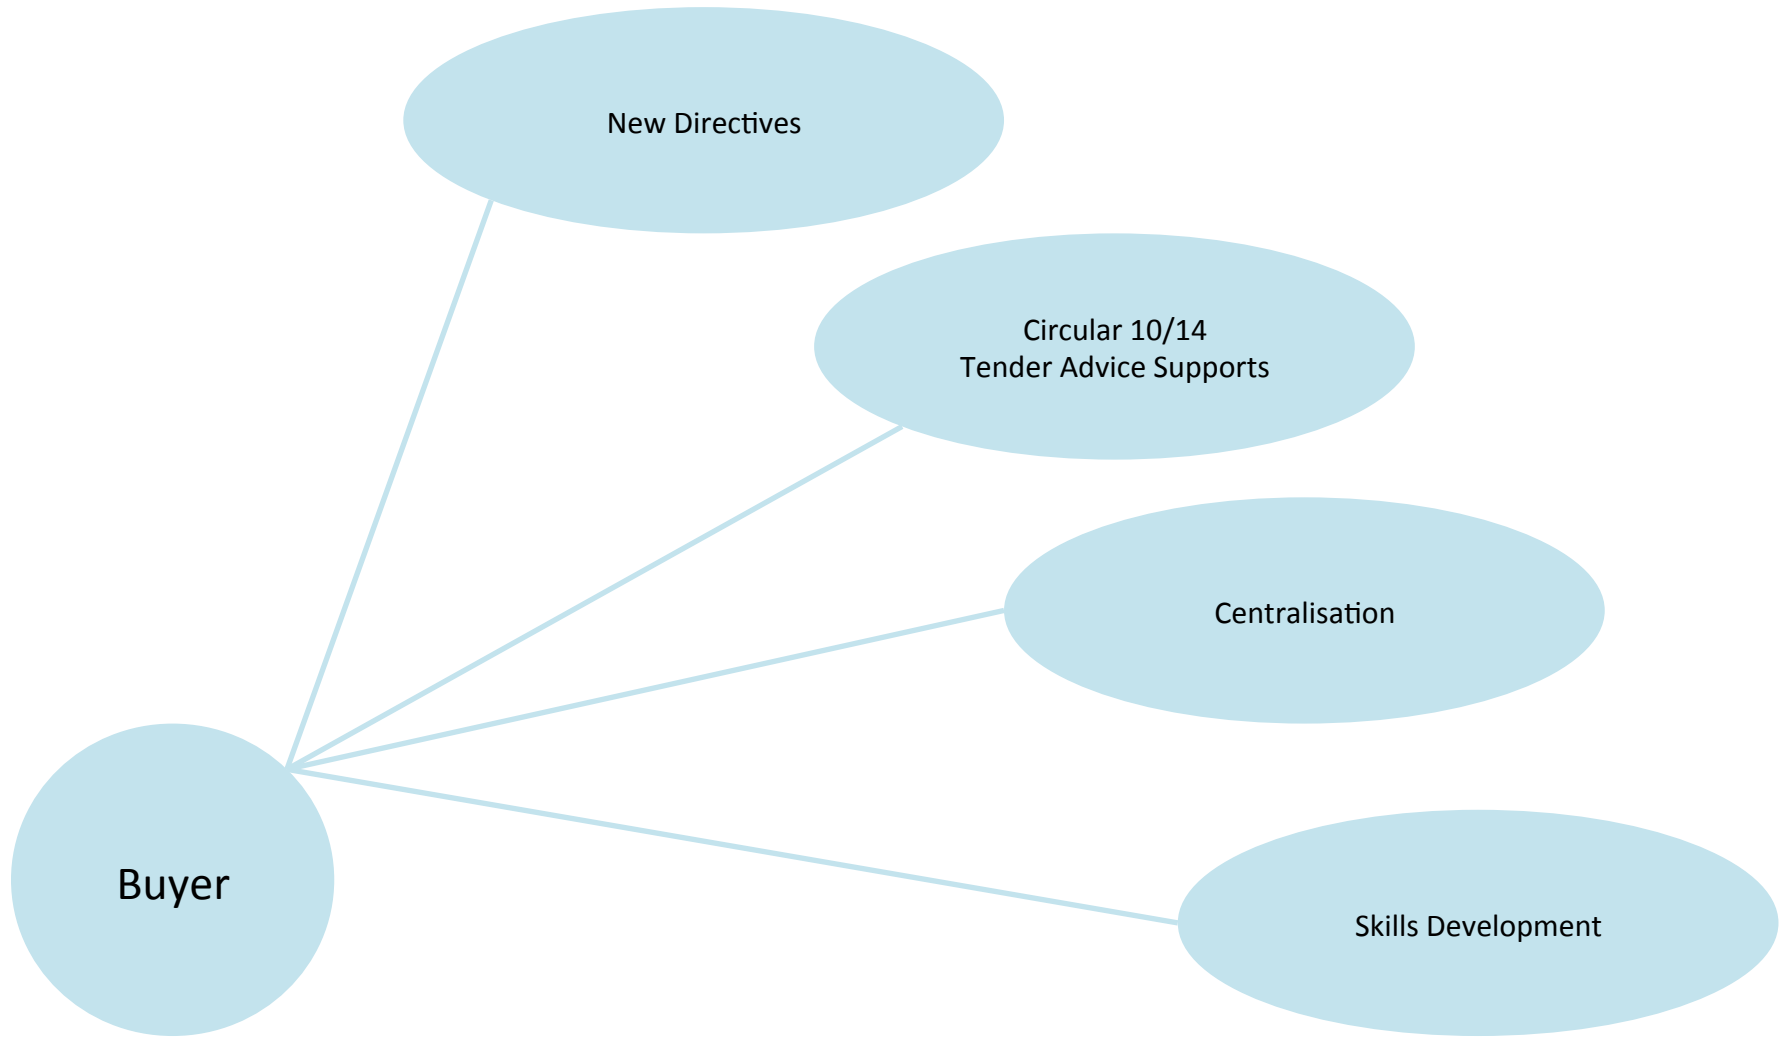 New Directives
Circular 10/14
Tender Advice Supports
Centralisation
Buyer
Skills Development